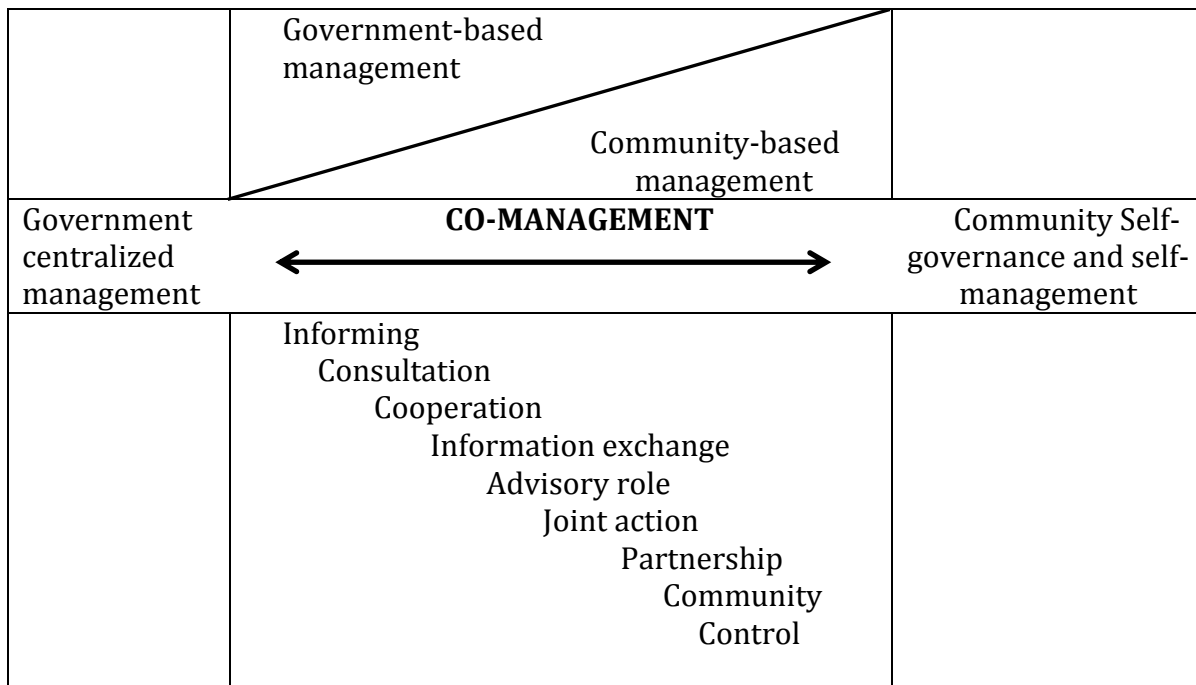 Government-based
management
Community-based
management
Government
centralized
management
CO-MANAGEMENT
Community Self-
governance and self-
management
Informing
Consultation
Cooperation
Information exchange
Advisory role
Joint action
Partnership
Community
Control